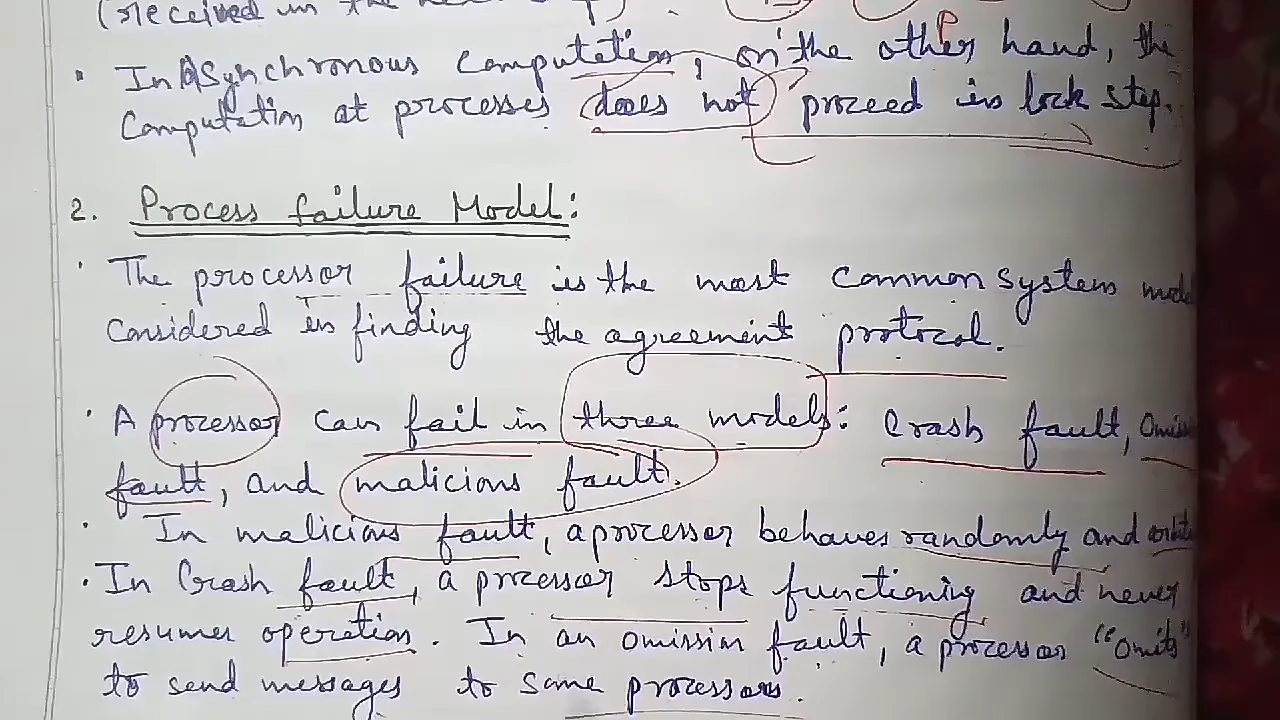 (received in the
• In Asynchronous computation, on the other hand, the
computation at processes does not proceed in lock step.
2. Process failure Model:
• The processor failure is the most common system
considered in finding the agreement protocol.
• A processor can fail in three models: Crash fault,
fault, and malicious fault.
• In malicious fault, a processor behaves randomly and
• In Crash fault, a processor stops functioning and never
resumes operation. In an omission fault, a processor "omits"
to send messages to some processors.